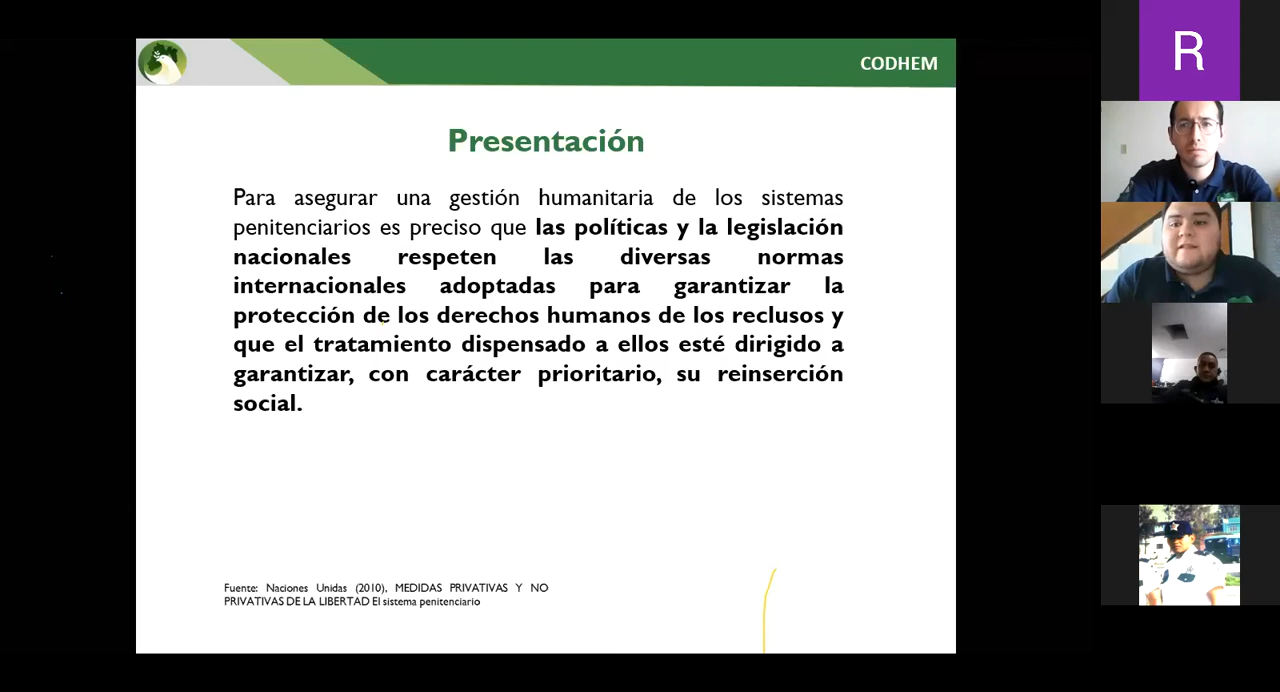 CODHEM
Presentación
Para asegurar una gestión humanitaria de los sistemas
penitenciarios es preciso que las políticas y la legislación
nacionales respeten las diversas normas
internacionales adoptadas para garantizar la
protección de los derechos humanos de los reclusos y
que el tratamiento dispensado a ellos esté dirigido a
garantizar, con carácter prioritario, su reinserción
social.
Fuente: Naciones Unidas (2010), MEDIDAS PRIVATIVAS Y NO
PRIVATIVAS DE LA LIBERTAD El sistema penitenciario
R